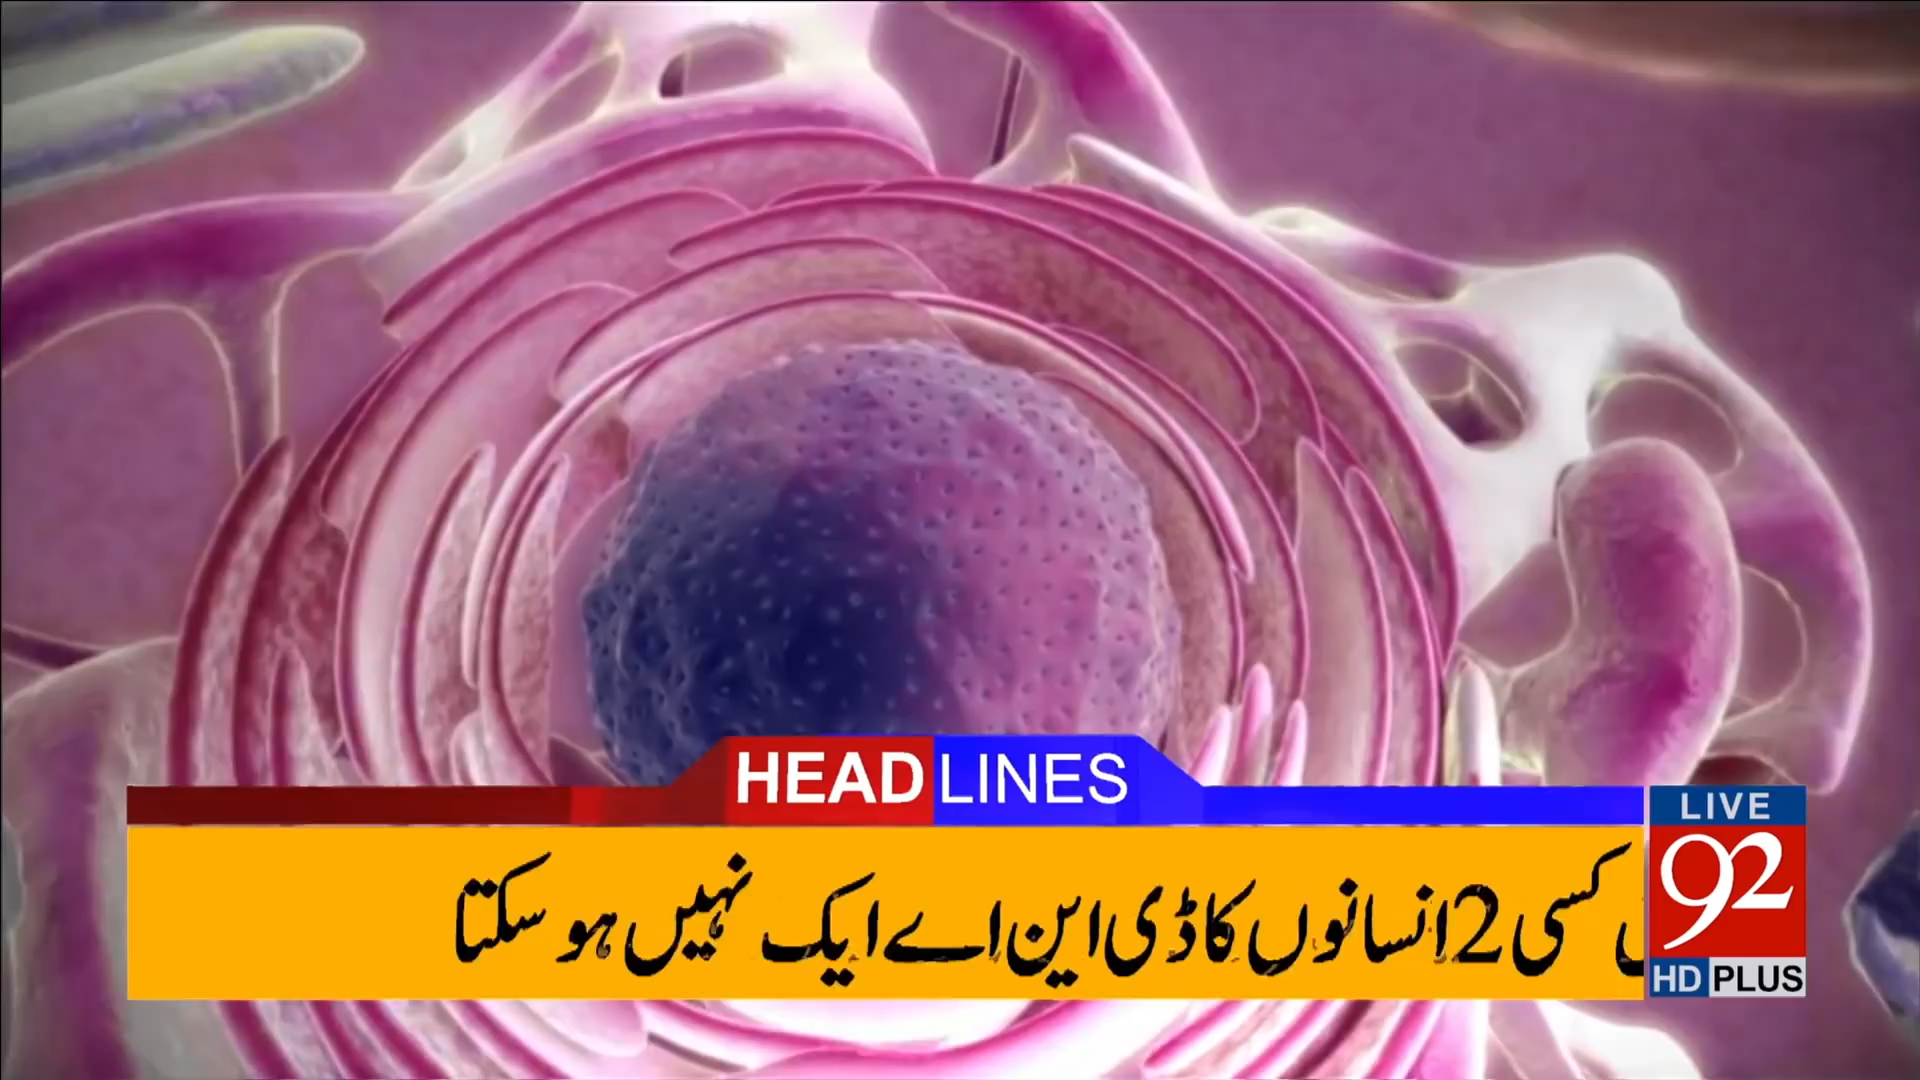 HEADLINES
LIVE
92
HD PLUS
کسی 2 انسانوں کا ڈی این اے ایک نہیں ہو سکتا